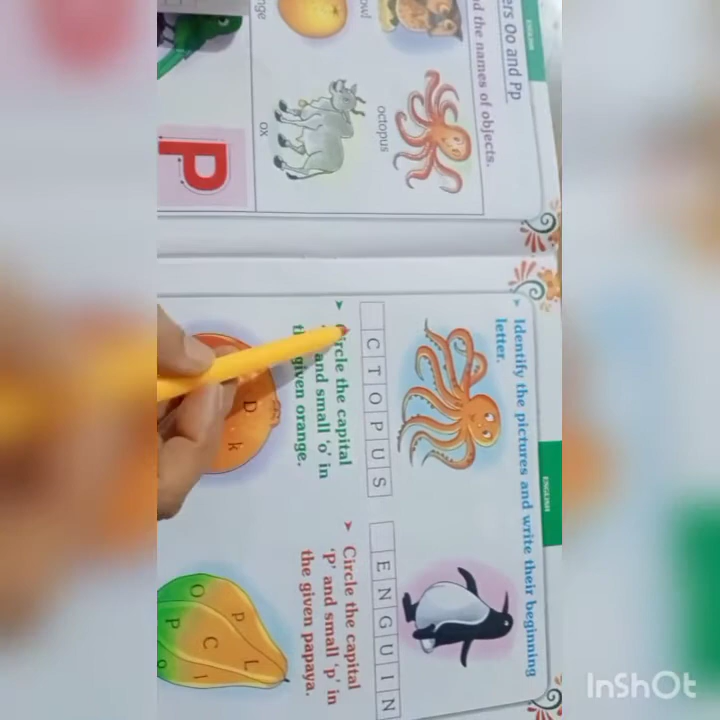 ENGLISH
ers Oo and Pp
d the names of objects.
owl
octopus
nge
ox
P
ENGLISH
Identify the pictures and write their beginning
letter.
C T O P U S
E N G U I N
Circle the capital
and small 'o' in
given orange.
D
k
Circle the capital
'P' and small 'p' in
the given papaya.
O
p
L
C
P
l
o
InShOt